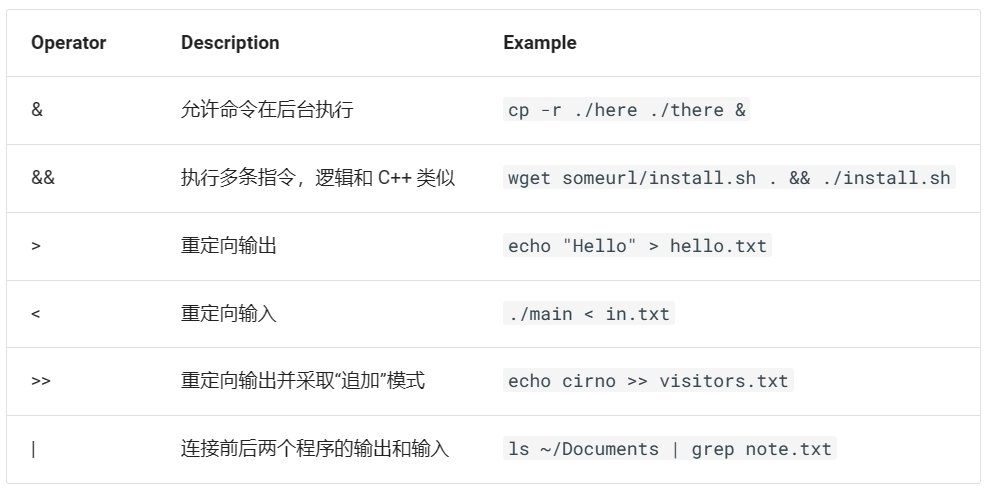 Operator Description Example
& 允许命令在后台执行 cp -r ./here ./there &
&& 执行多条指令，逻辑和 C++ 类似 wget someurl/install.sh . && ./install.sh
> 重定向输出 echo "Hello" > hello.txt
< 重定向输入 ./main < in.txt
>> 重定向输出并采取“追加”模式 echo cirno >> visitors.txt
| 连接前后两个程序的输出和输入 ls ~/Documents | grep note.txt